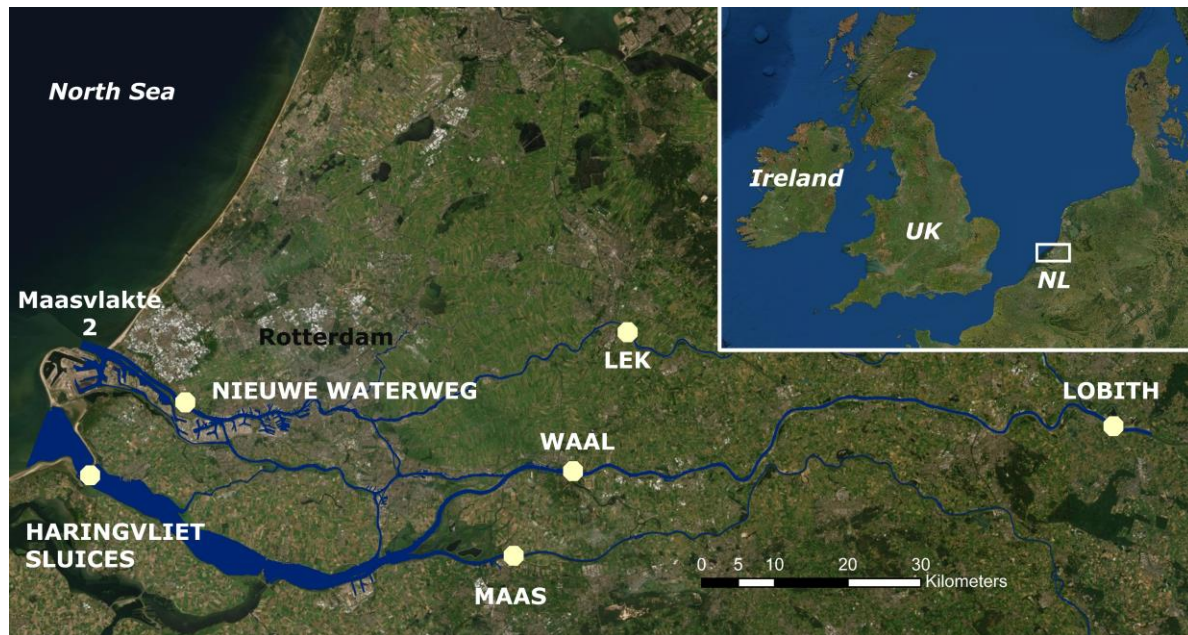 North Sea
Ireland
UK
NL
Maasvlakte
2
Rotterdam
LEK
NIEUWE WATERWEG
LOBITH
WAAL
HARINGVLIET
SLUICES
MAAS
0 5 10 20 30
Kilometers